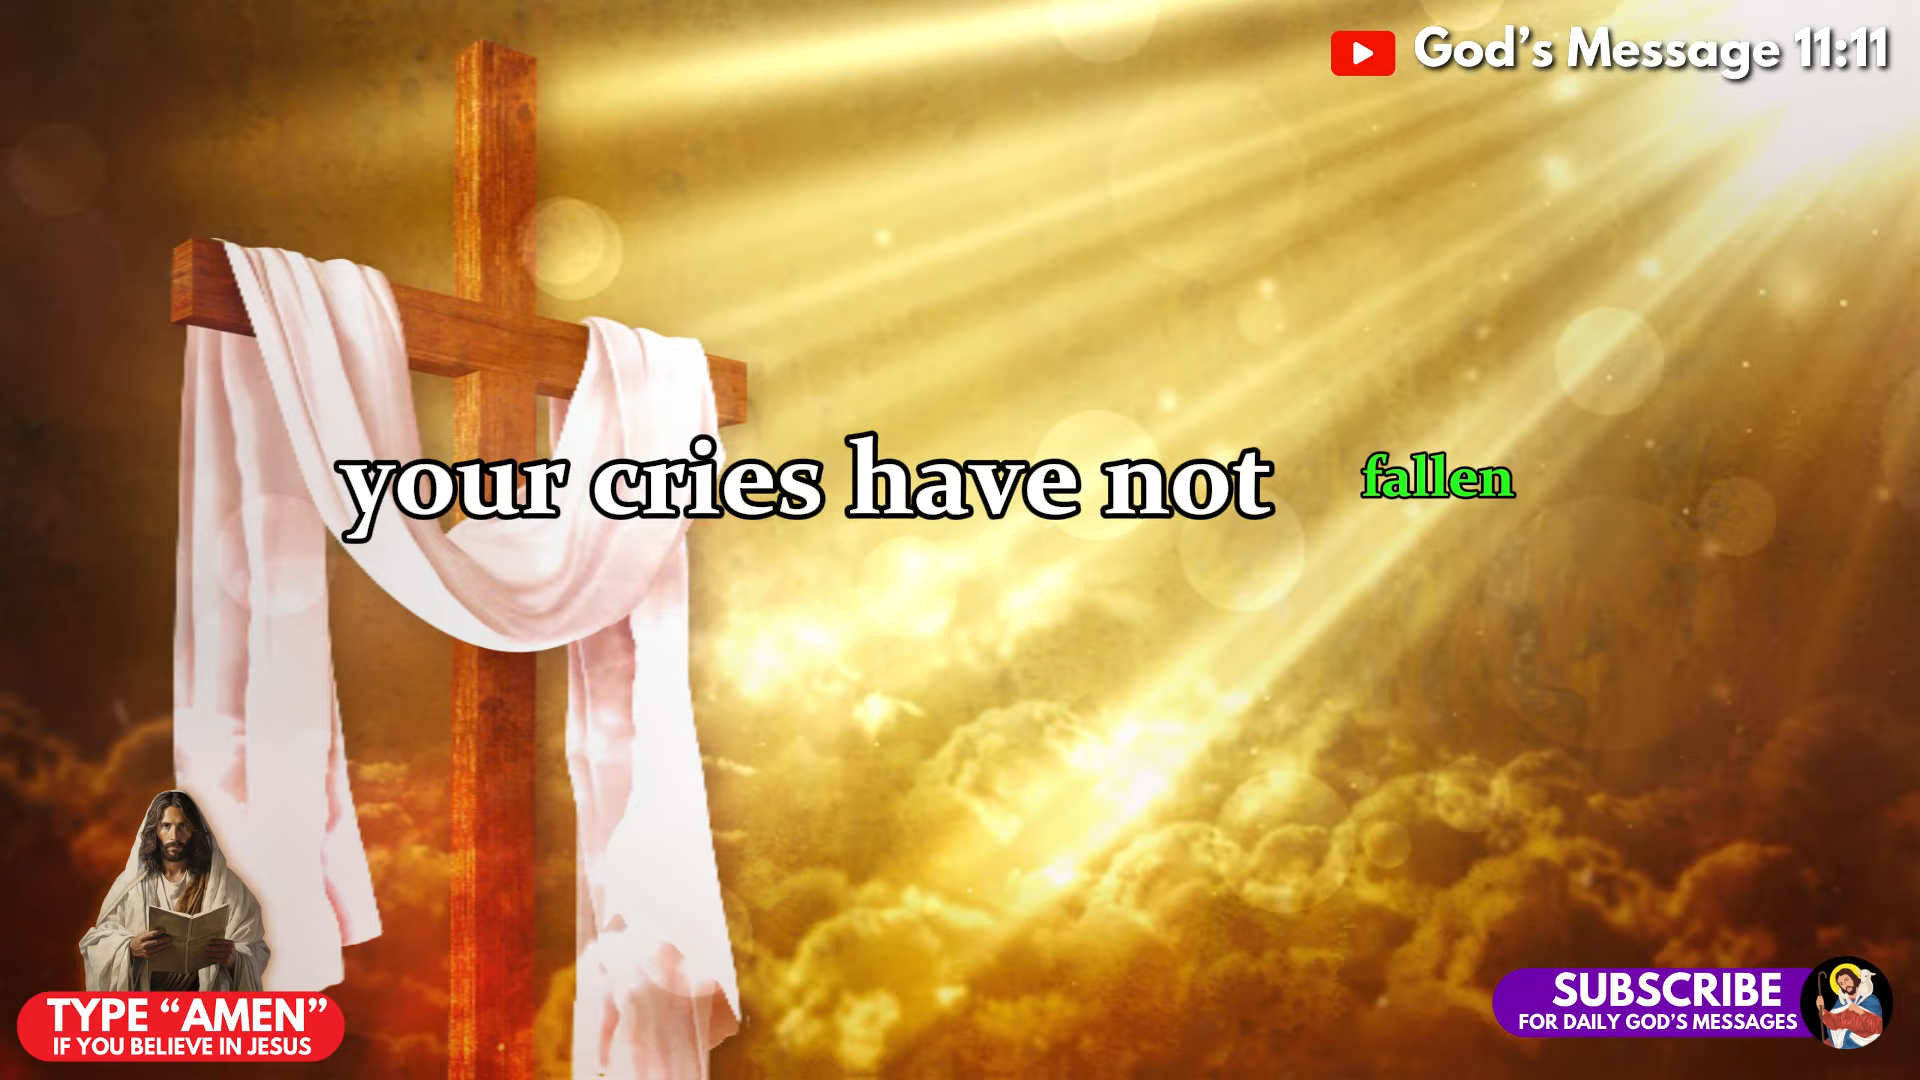 God’s Message 11:11
your cries have not fallen
TYPE “AMEN”
IF YOU BELIEVE IN JESUS
SUBSCRIBE
FOR DAILY GOD’S MESSAGES